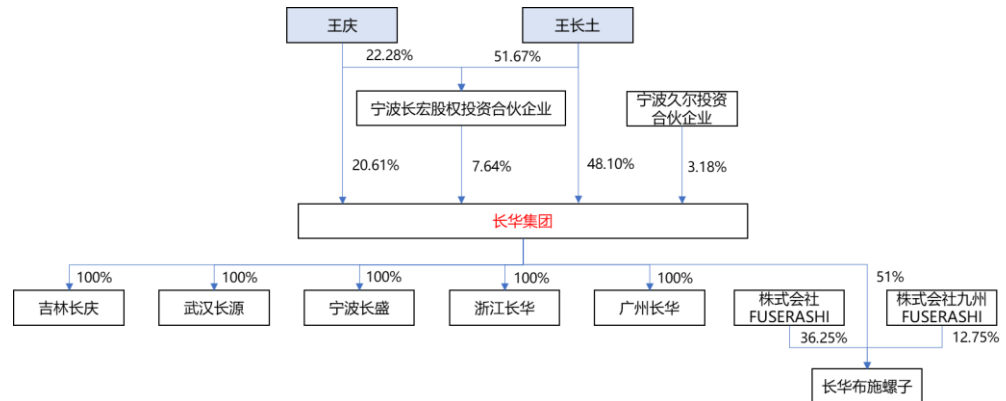 王庆
王长土
22.28%
51.67%
宁波长宏股权投资合伙企业
宁波久尔投资
合伙企业
20.61%
7.64%
48.10%
3.18%
长华集团
100%
100%
100%
100%
100%
51%
吉林长庆
武汉长源
宁波长盛
浙江长华
广州长华
株式会社
FUSERASHI
株式会社九州
FUSERASHI
36.25%
12.75%
长华布施螺子